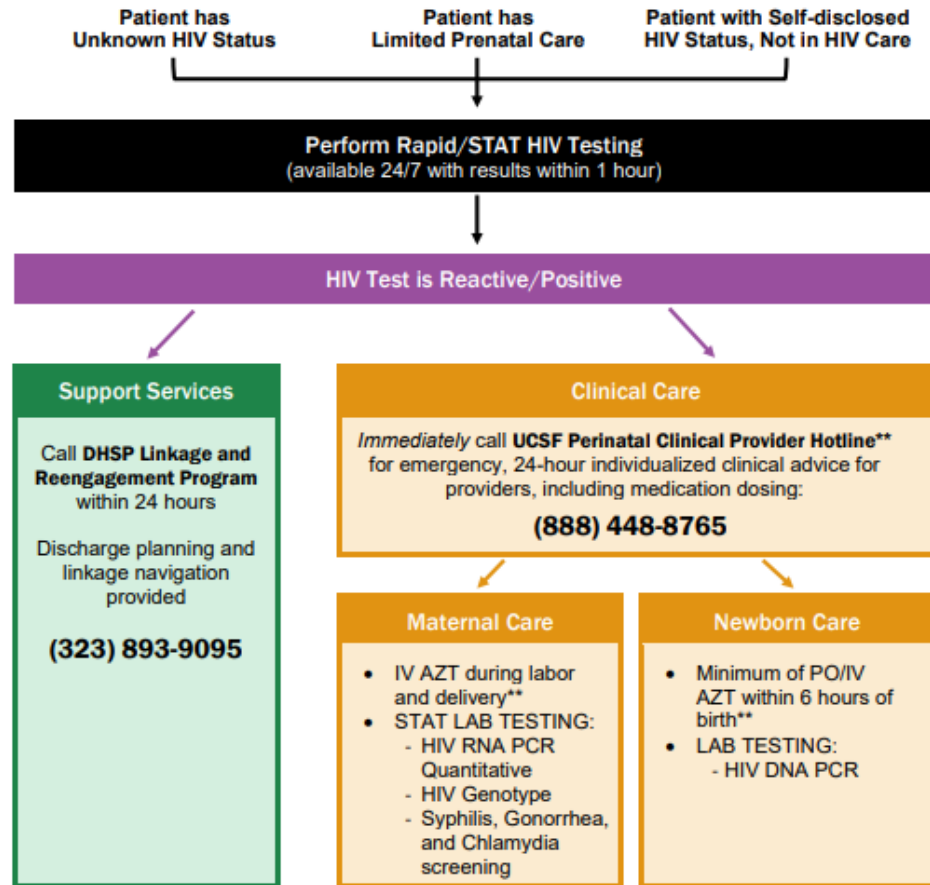 Patient has
Unknown HIV Status
Patient has
Limited Prenatal Care
Patient with Self-disclosed
HIV Status, Not in HIV Care
Perform Rapid/STAT HIV Testing
(available 24/7 with results within 1 hour)
HIV Test is Reactive/Positive
Support Services
Call DHSP Linkage and
Reengagement Program
within 24 hours
Discharge planning and
linkage navigation
provided
(323) 893-9095
Clinical Care
Immediately call UCSF Perinatal Clinical Provider Hotline**
for emergency, 24-hour individualized clinical advice for
providers, including medication dosing:
(888) 448-8765
Maternal Care
• IV AZT during labor
and delivery**
• STAT LAB TESTING:
- HIV RNA PCR
Quantitative
- HIV Genotype
- Syphilis, Gonorrhea,
and Chlamydia
screening
Newborn Care
• Minimum of PO/IV
AZT within 6 hours of
birth**
• LAB TESTING:
- HIV DNA PCR